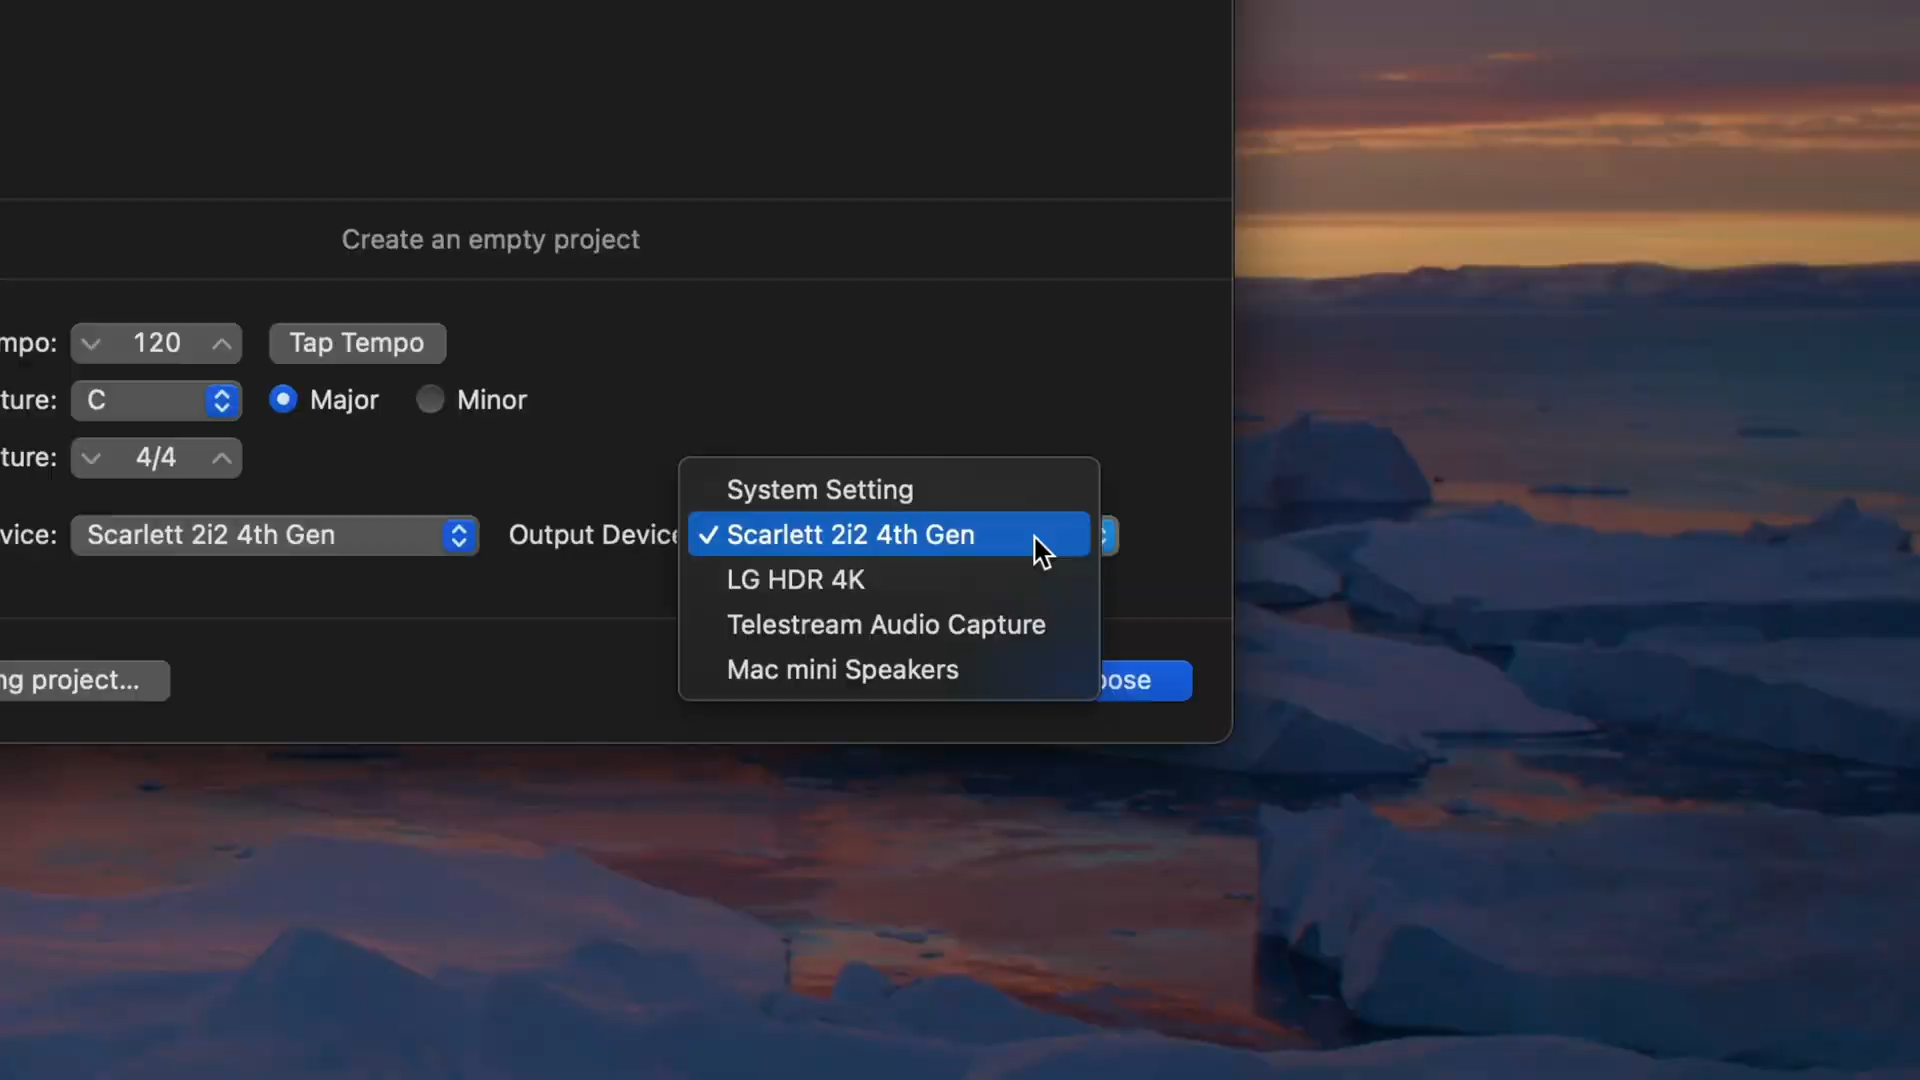 Create an empty project
mpo: 120 Tap Tempo
ture: C Major Minor
ture: 4/4
vice: Scarlett 2i2 4th Gen Output Device
System Setting
✓ Scarlett 2i2 4th Gen
LG HDR 4K
Telestream Audio Capture
Mac mini Speakers
ng project...
oose